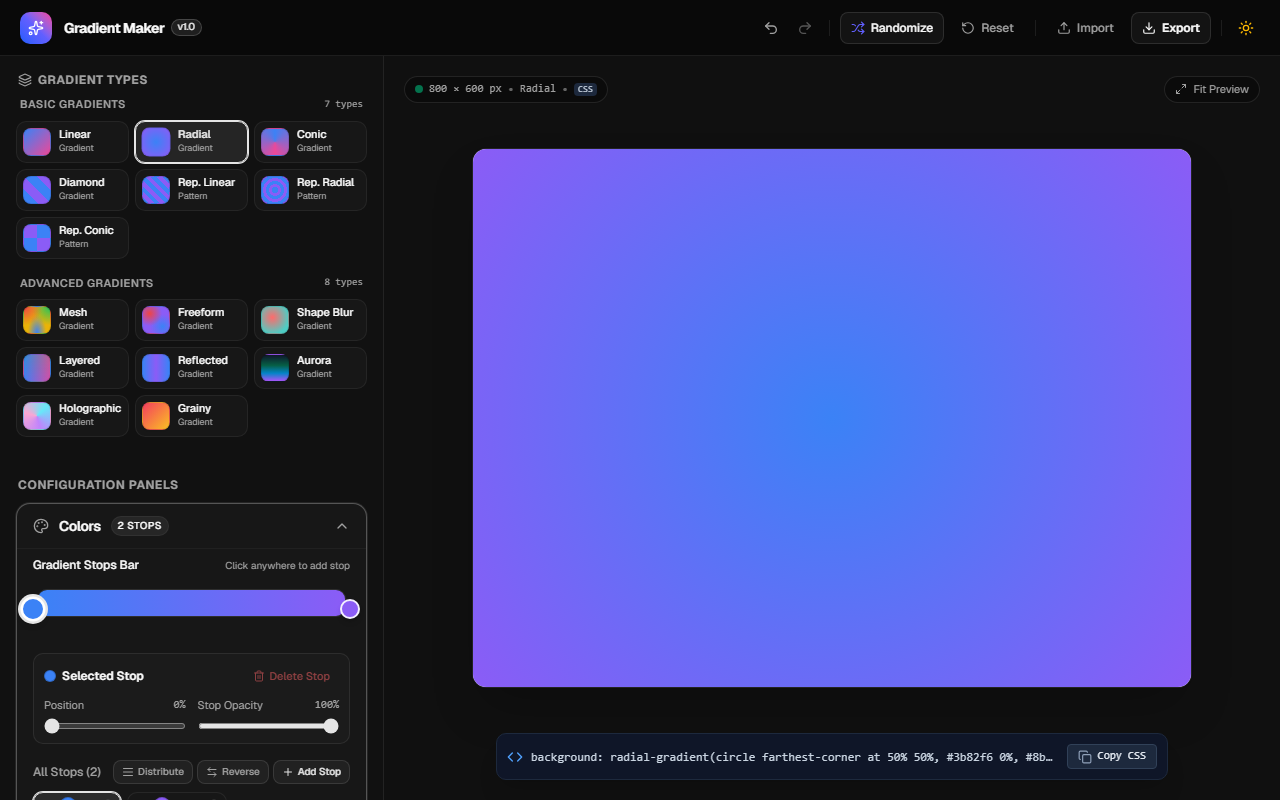 Gradient Maker v1.0
Randomize
Reset
Import
Export
GRADIENT TYPES
BASIC GRADIENTS 7 types
Linear
Gradient
Radial
Gradient
Conic
Gradient
Diamond
Gradient
Rep. Linear
Pattern
Rep. Radial
Pattern
Rep. Conic
Pattern
ADVANCED GRADIENTS 8 types
Mesh
Gradient
Freeform
Gradient
Shape Blur
Gradient
Layered
Gradient
Reflected
Gradient
Aurora
Gradient
Holographic
Gradient
Grainy
Gradient
CONFIGURATION PANELS
Colors 2 STOPS
Gradient Stops Bar Click anywhere to add stop
Selected Stop Delete Stop
Position 0% Stop Opacity 100%
All Stops (2) Distribute Reverse Add Stop
800 × 600 px • Radial • CSS
Fit Preview
background: radial-gradient(circle farthest-corner at 50% 50%, #3b82f6 0%, #8b…
Copy CSS